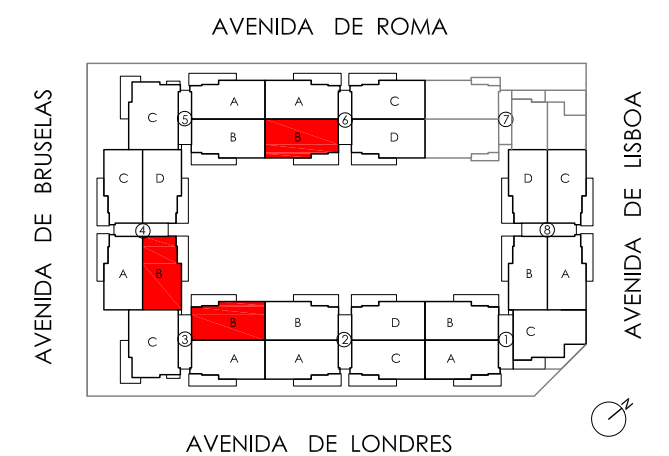 AVENIDA DE ROMA
AVENIDA DE BRUSELAS
AVENIDA DE LISBOA
A A C
C 5 6 7
B B D
C D D C
4 8
A B B A
B B D B C
3 2 1
C A A C A
N
AVENIDA DE LONDRES